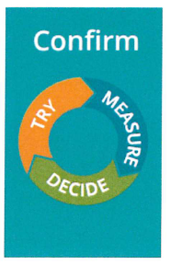 Confirm
TRY
MEASURE
DECIDE